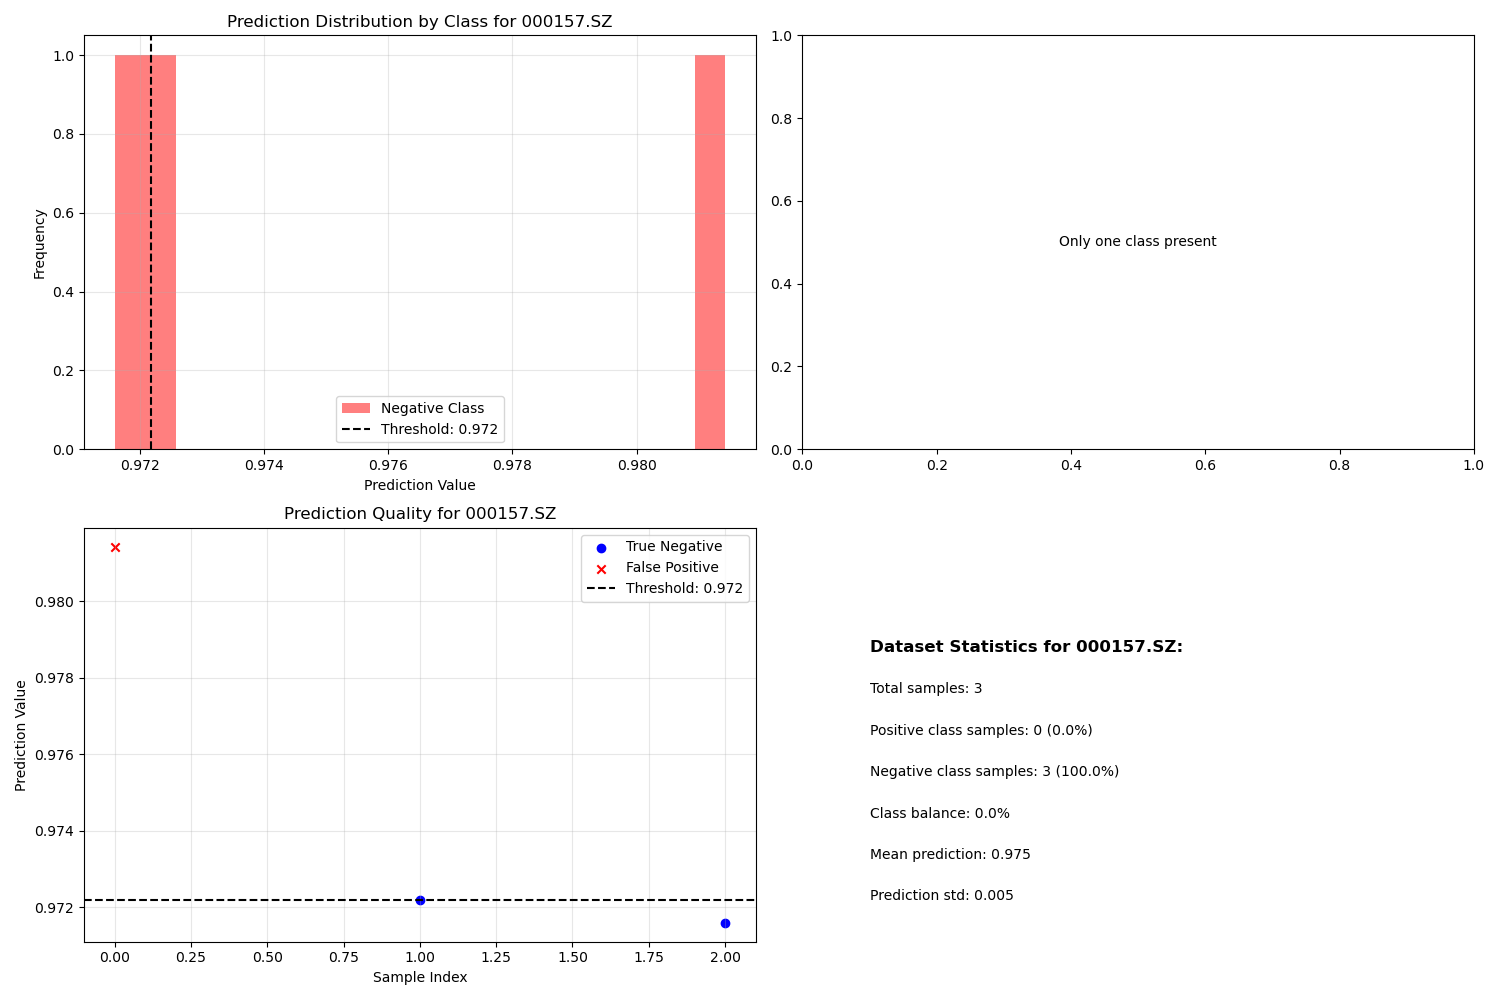 Prediction Distribution by Class for 000157.SZ
1.0
0.8
0.6
0.4
0.2
0.0
Frequency
0.972
0.974
0.976
0.978
0.980
Prediction Value
Negative Class
Threshold: 0.972
1.0
0.8
0.6
0.4
0.2
0.0
Only one class present
0.0
0.2
0.4
0.6
0.8
1.0
Prediction Quality for 000157.SZ
0.980
0.978
0.976
0.974
0.972
Prediction Value
True Negative
False Positive
Threshold: 0.972
0.00
0.25
0.50
0.75
1.00
1.25
1.50
1.75
2.00
Sample Index
Dataset Statistics for 000157.SZ:
Total samples: 3
Positive class samples: 0 (0.0%)
Negative class samples: 3 (100.0%)
Class balance: 0.0%
Mean prediction: 0.975
Prediction std: 0.005